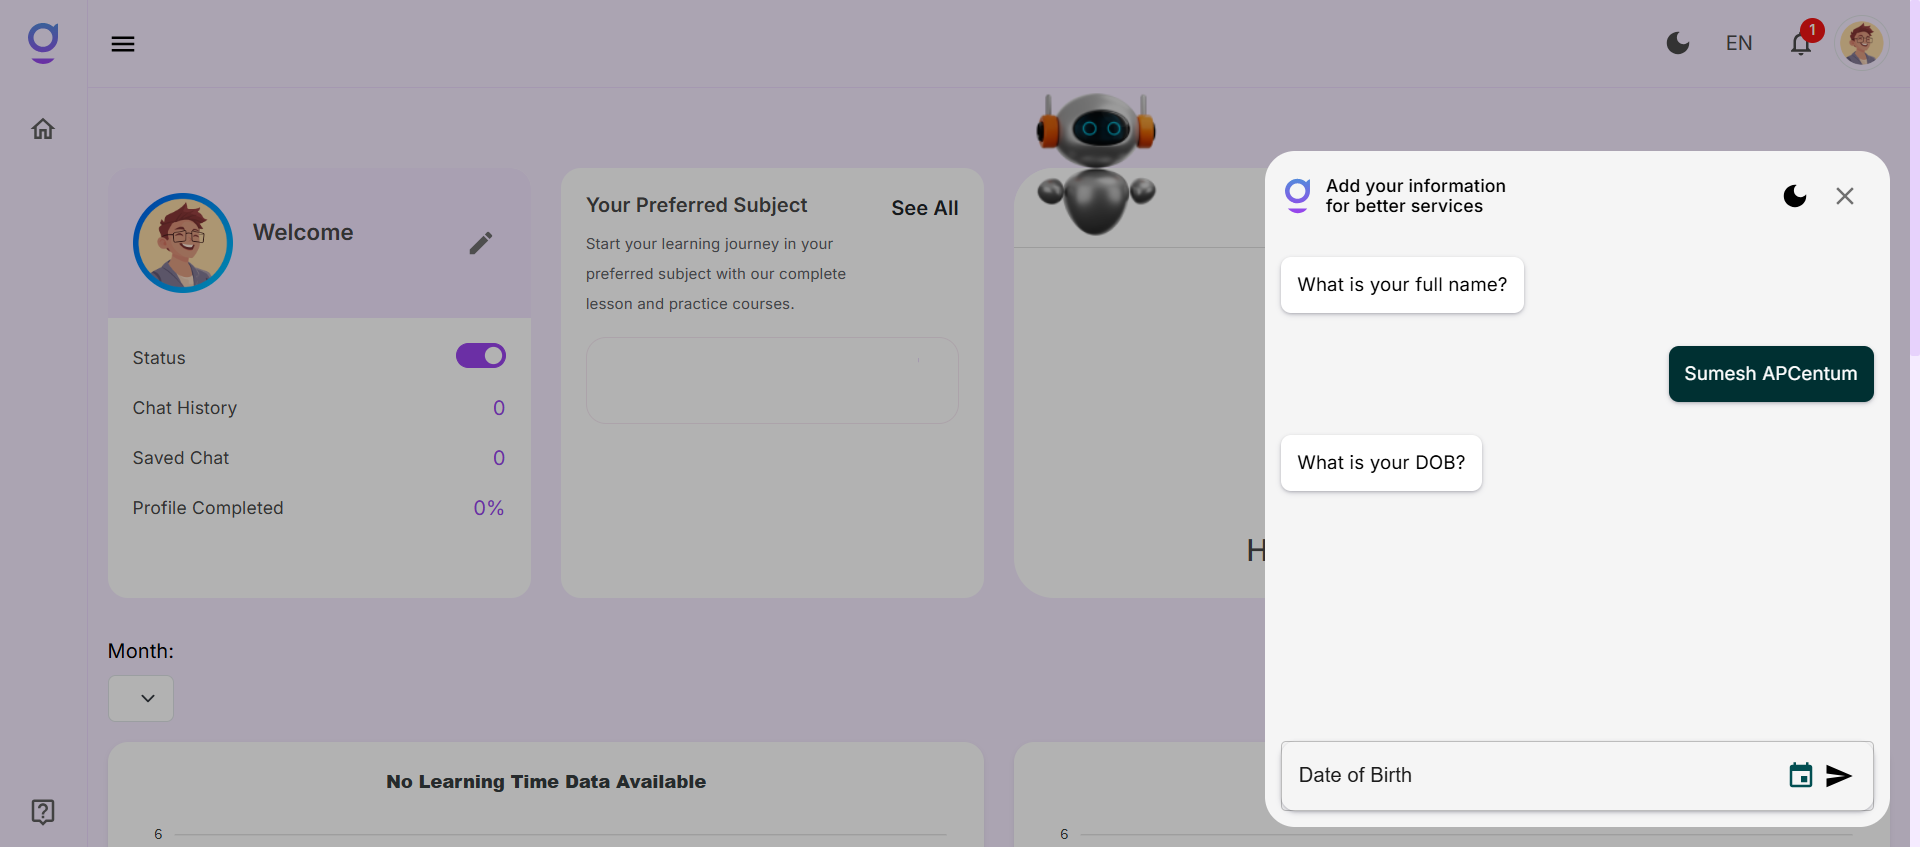 EN
1
Welcome
Status
Chat History
0
Saved Chat
0
Profile Completed
0%
Your Preferred Subject
See All
Start your learning journey in your
preferred subject with our complete
lesson and practice courses.
H
Add your information
for better services
What is your full name?
Sumesh APCentum
What is your DOB?
Date of Birth
Month:
No Learning Time Data Available
6
6